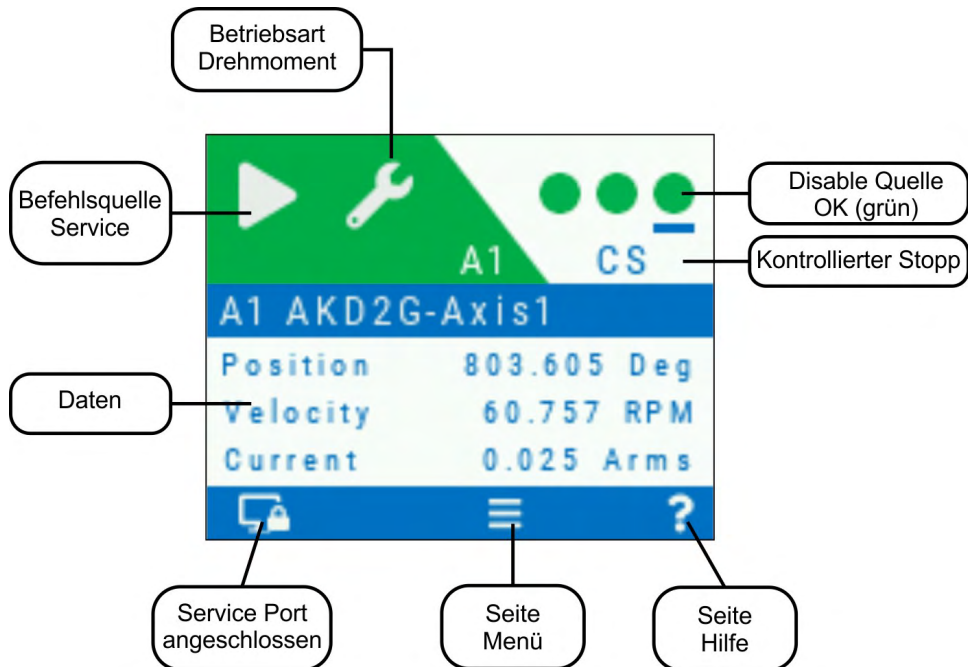 Betriebsart
Drehmoment
Befehlsquelle
Service
Disable Quelle
OK (grün)
A1
CS
Kontrollierter Stopp
A1 AKD2G-Axis1
Position 803.605 Deg
Daten
Velocity 60.757 RPM
Current 0.025 Arms
?
Service Port
angeschlossen
Seite
Menü
Seite
Hilfe